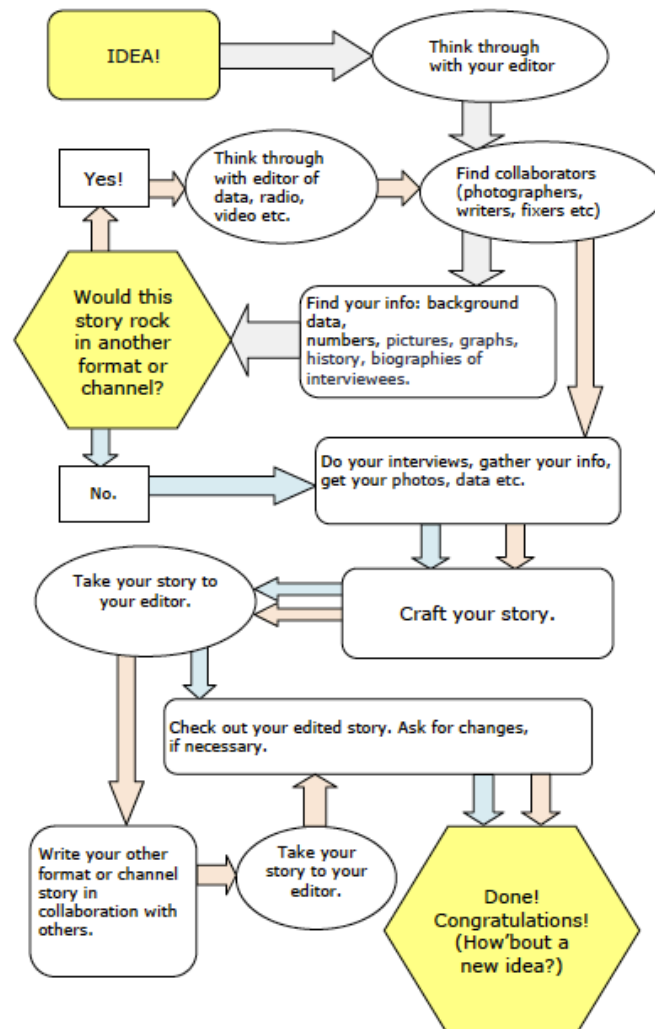 IDEA!
Think through
with your editor
Yes!
Think through
with editor of
data, radio,
video etc.
Find collaborators
(photographers,
writers, fixers etc)
Would this
story rock
in another
format or
channel?
Find your info: background
data,
numbers, pictures, graphs,
history, biographies of
interviewees.
No.
Do your interviews, gather your info,
get your photos, data etc.
Take your story to
your editor.
Craft your story.
Check out your edited story. Ask for changes,
if necessary.
Write your other
format or channel
story in
collaboration with
others.
Take your
story to your
editor.
Done!
Congratulations!
(How'bout a
new idea?)